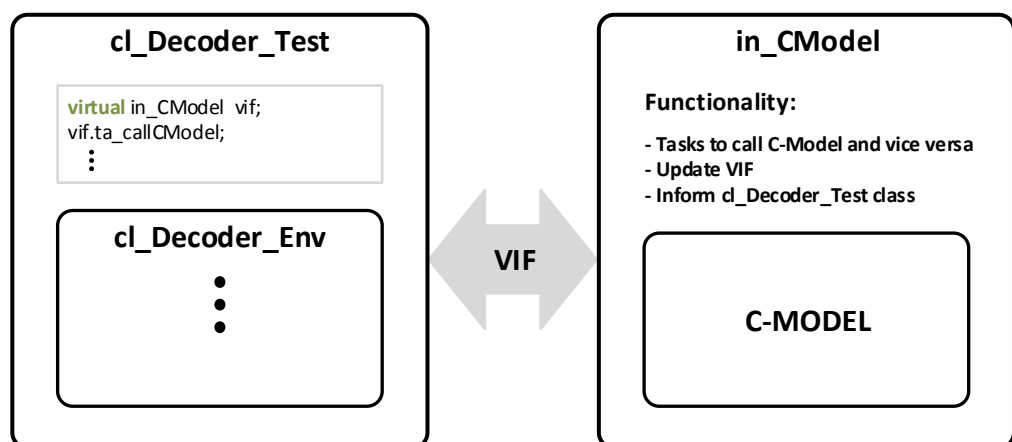 cl_Decoder_Test
virtual in_CModel vif;
vif.ta_callCModel;
cl_Decoder_Env
VIF
in_CModel
Functionality:
- Tasks to call C-Model and vice versa
- Update VIF
- Inform cl_Decoder_Test class
C-MODEL